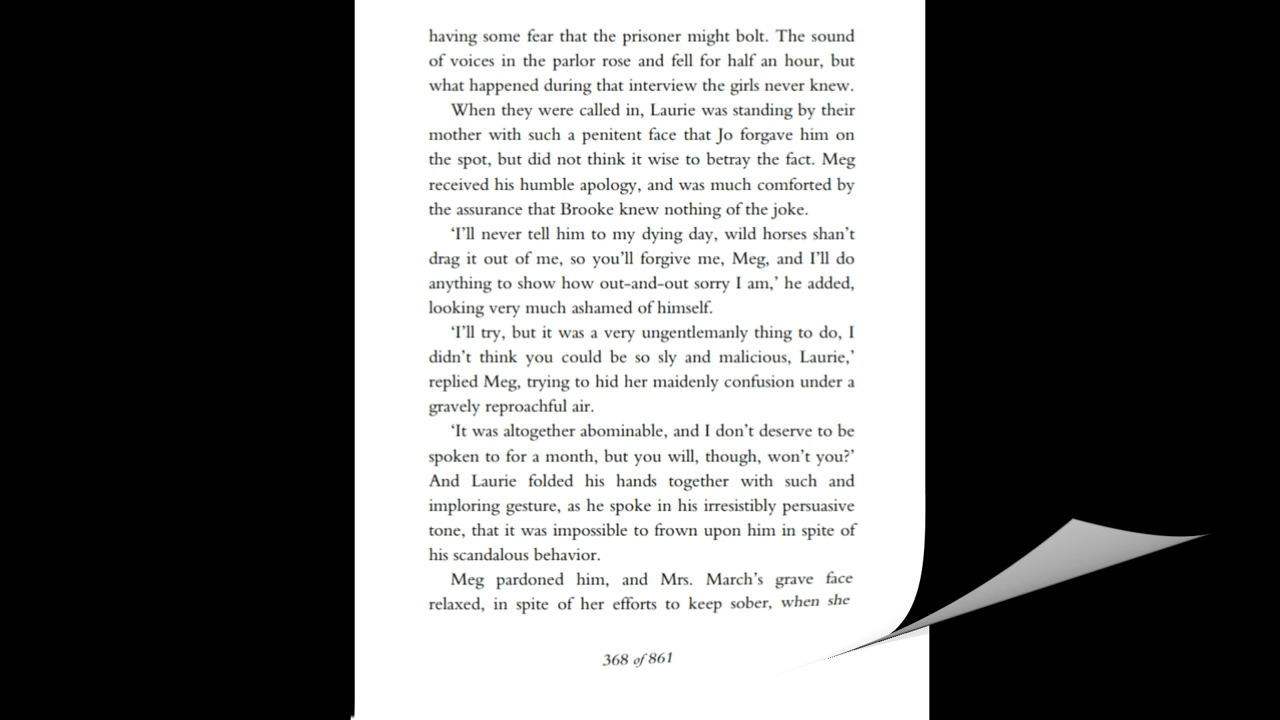 having some fear that the prisoner might bolt. The sound
of voices in the parlor rose and fell for half an hour, but
what happened during that interview the girls never knew.
When they were called in, Laurie was standing by their
mother with such a penitent face that Jo forgave him on
the spot, but did not think it wise to betray the fact. Meg
received his humble apology, and was much comforted by
the assurance that Brooke knew nothing of the joke.
‘I’ll never tell him to my dying day, wild horses shan’t
drag it out of me, so you’ll forgive me, Meg, and I’ll do
anything to show how out-and-out sorry I am,’ he added,
looking very much ashamed of himself.
‘I’ll try, but it was a very ungentlemanly thing to do, I
didn’t think you could be so sly and malicious, Laurie,’
replied Meg, trying to hid her maidenly confusion under a
gravely reproachful air.
‘It was altogether abominable, and I don’t deserve to be
spoken to for a month, but you will, though, won’t you?’
And Laurie folded his hands together with such and
imploring gesture, as he spoke in his irresistibly persuasive
tone, that it was impossible to frown upon him in spite of
his scandalous behavior.
Meg pardoned him, and Mrs. March’s grave face
relaxed, in spite of her efforts to keep sober, when she
368 of 861